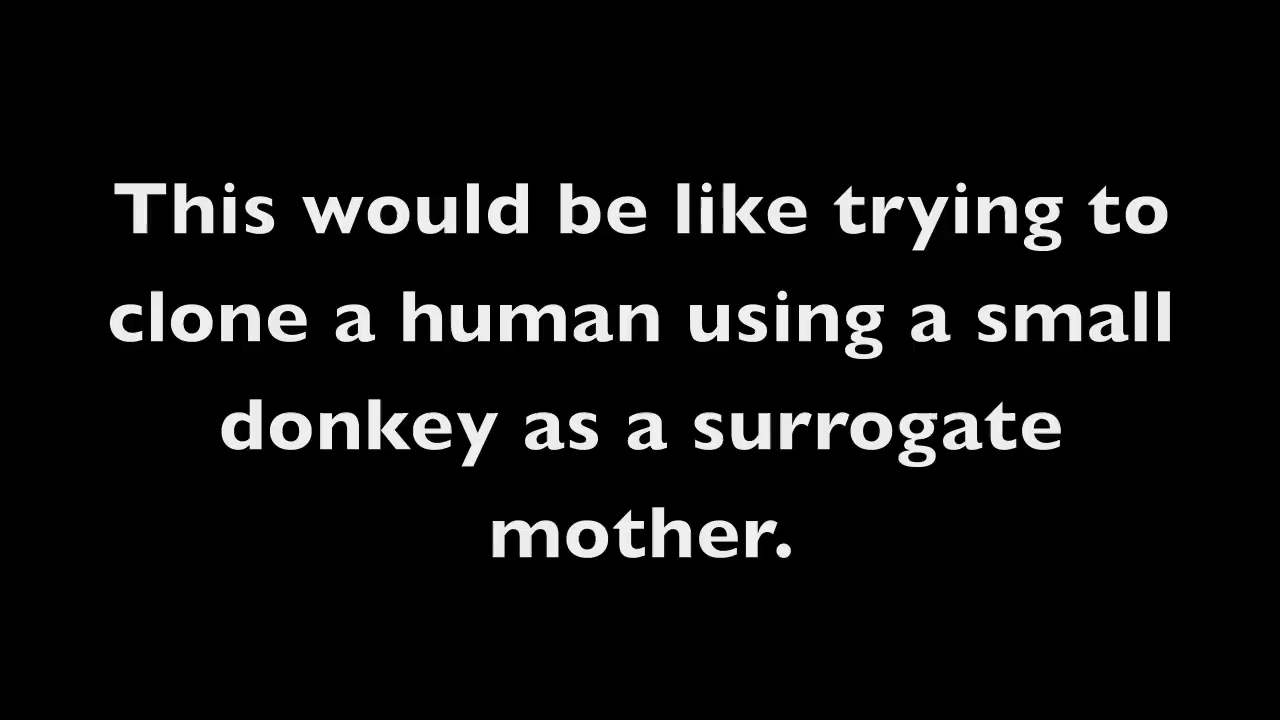 This would be like trying to
clone a human using a small
donkey as a surrogate
mother.